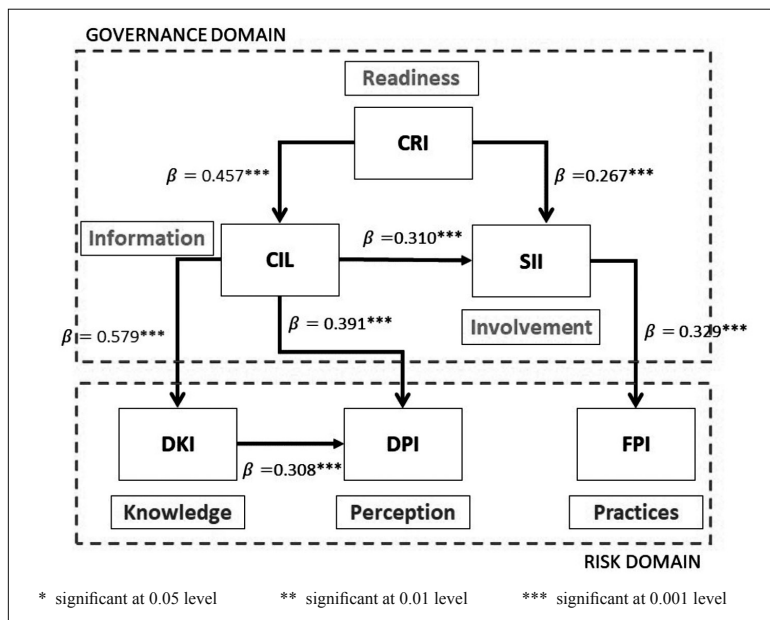 GOVERNANCE DOMAIN
Readiness
CRI
β = 0.457***
β =0.267***
Information
CIL
β =0.310***
SII
β = 0.579***
β = 0.391***
Involvement
β =0.329***
DKI
β =0.308***
DPI
FPI
Knowledge
Perception
Practices
RISK DOMAIN
* significant at 0.05 level ** significant at 0.01 level *** significant at 0.001 level